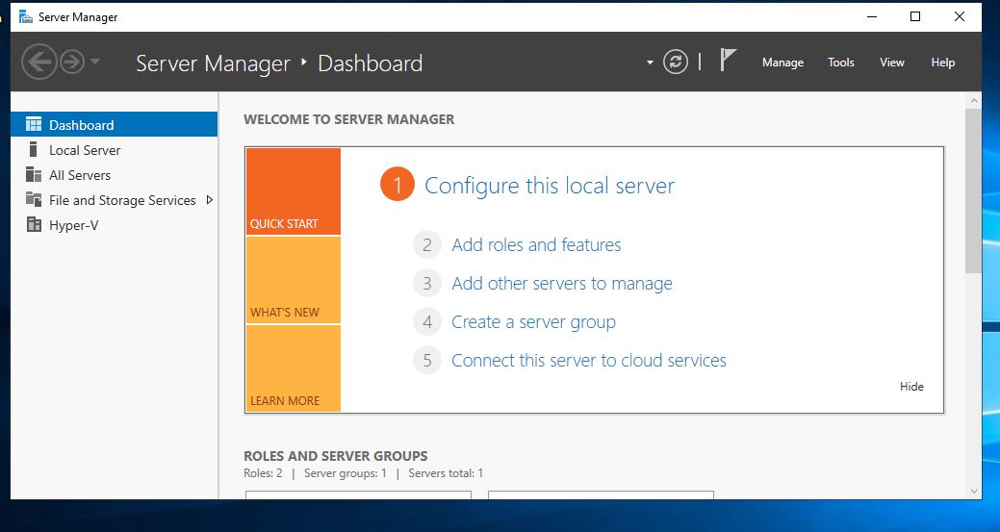 Server Manager
Server Manager ‣ Dashboard
Manage Tools View Help
Dashboard
Local Server
All Servers
File and Storage Services
Hyper-V
WELCOME TO SERVER MANAGER
QUICK START
WHAT'S NEW
LEARN MORE
1 Configure this local server
2 Add roles and features
3 Add other servers to manage
4 Create a server group
5 Connect this server to cloud services
Hide
ROLES AND SERVER GROUPS
Roles: 2 | Server groups: 1 | Servers total: 1